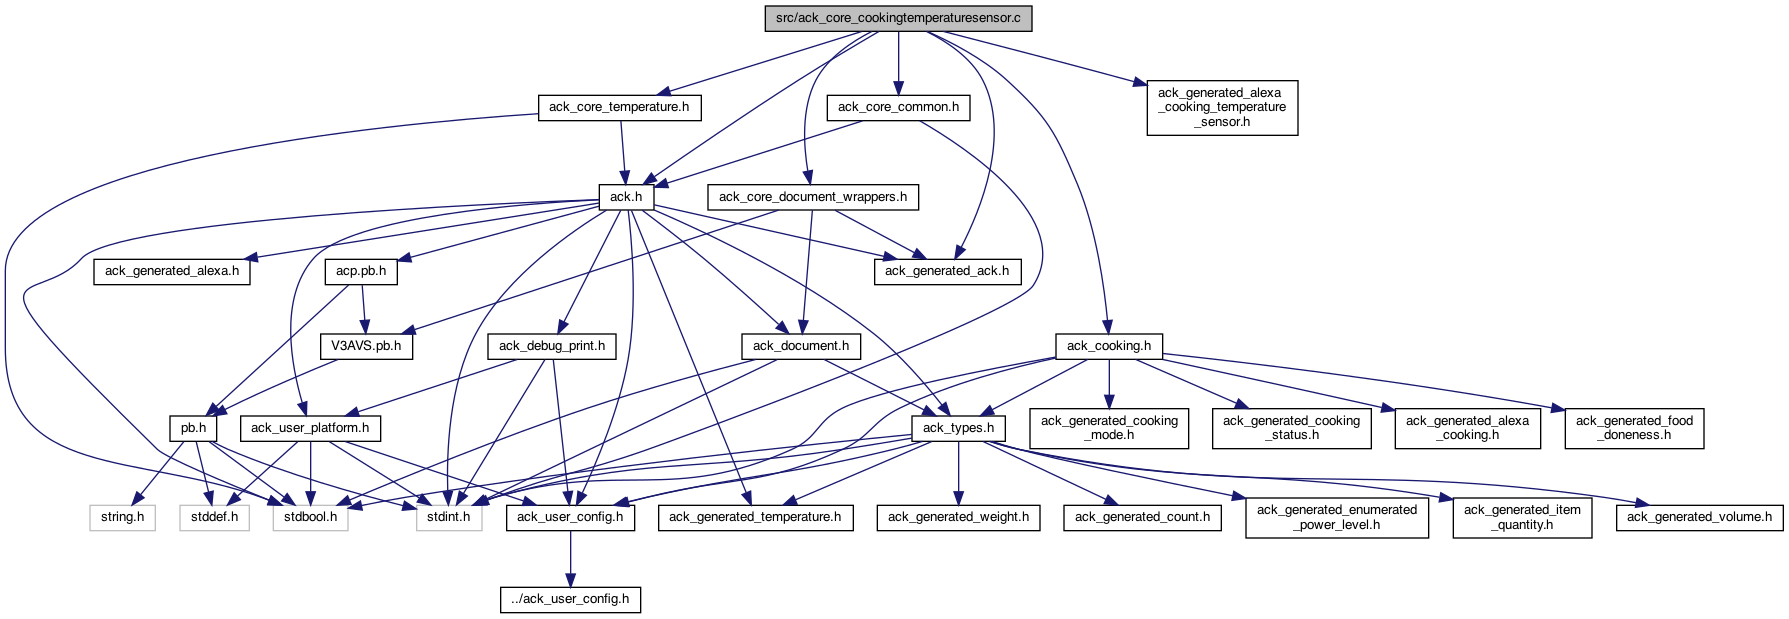 src/ack_core_cookingtemperaturesensor.c
ack_generated_alexa
_cooking_temperature
_sensor.h
ack_core_temperature.h
ack_core_common.h
ack.h
ack_core_document_wrappers.h
ack_generated_alexa.h
acp.pb.h
ack_generated_ack.h
V3AVS.pb.h
ack_debug_print.h
ack_document.h
ack_cooking.h
pb.h
ack_user_platform.h
ack_types.h
ack_generated_cooking
_mode.h
ack_generated_cooking
_status.h
ack_generated_alexa
_cooking.h
ack_generated_food
_doneness.h
string.h
stddef.h
stdbool.h
stdint.h
ack_user_config.h
ack_generated_temperature.h
ack_generated_weight.h
ack_generated_count.h
ack_generated_enumerated
_power_level.h
ack_generated_item
_quantity.h
ack_generated_volume.h
../ack_user_config.h